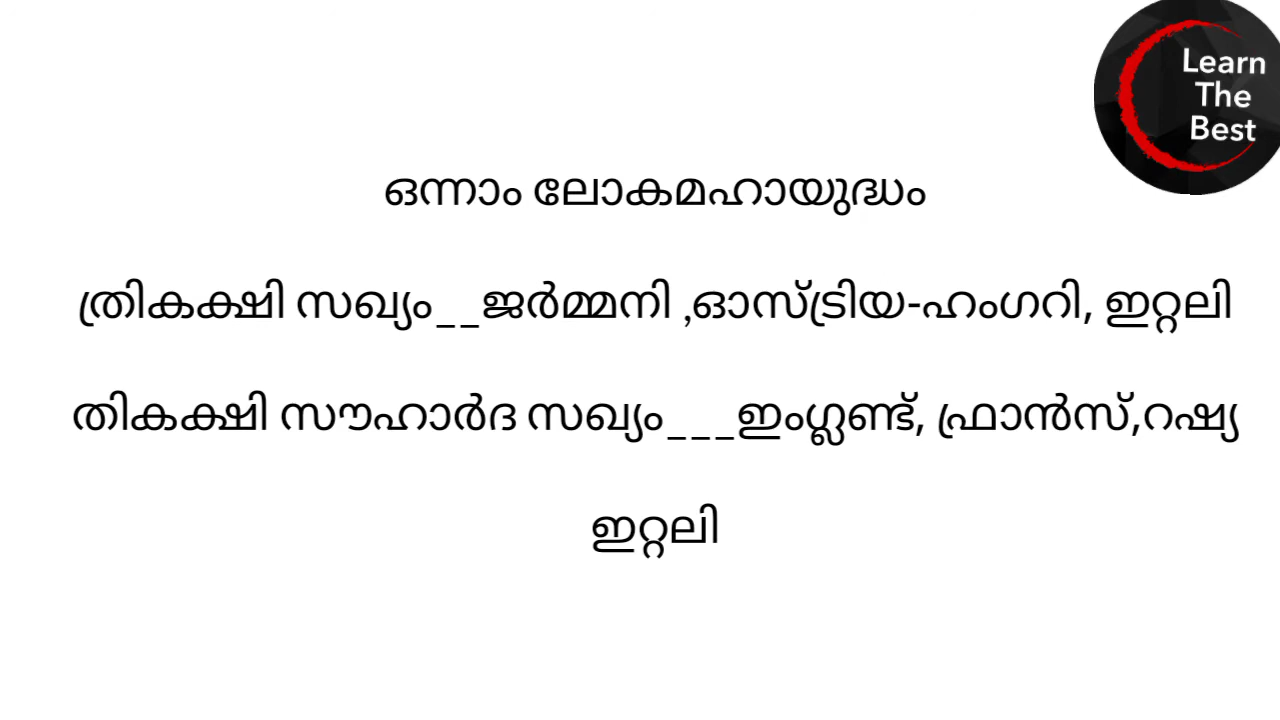 Learn
The
Best
ഒന്നാം ലോകമഹായുദ്ധം
ത്രികക്ഷി സഖ്യം__ജർമ്മനി ,ഓസ്ട്രിയ-ഹംഗറി, ഇറ്റലി
തികക്ഷി സൗഹാർദ സഖ്യം___ഇംഗ്ലണ്ട്, ഫ്രാൻസ്,റഷ്യ
ഇറ്റലി